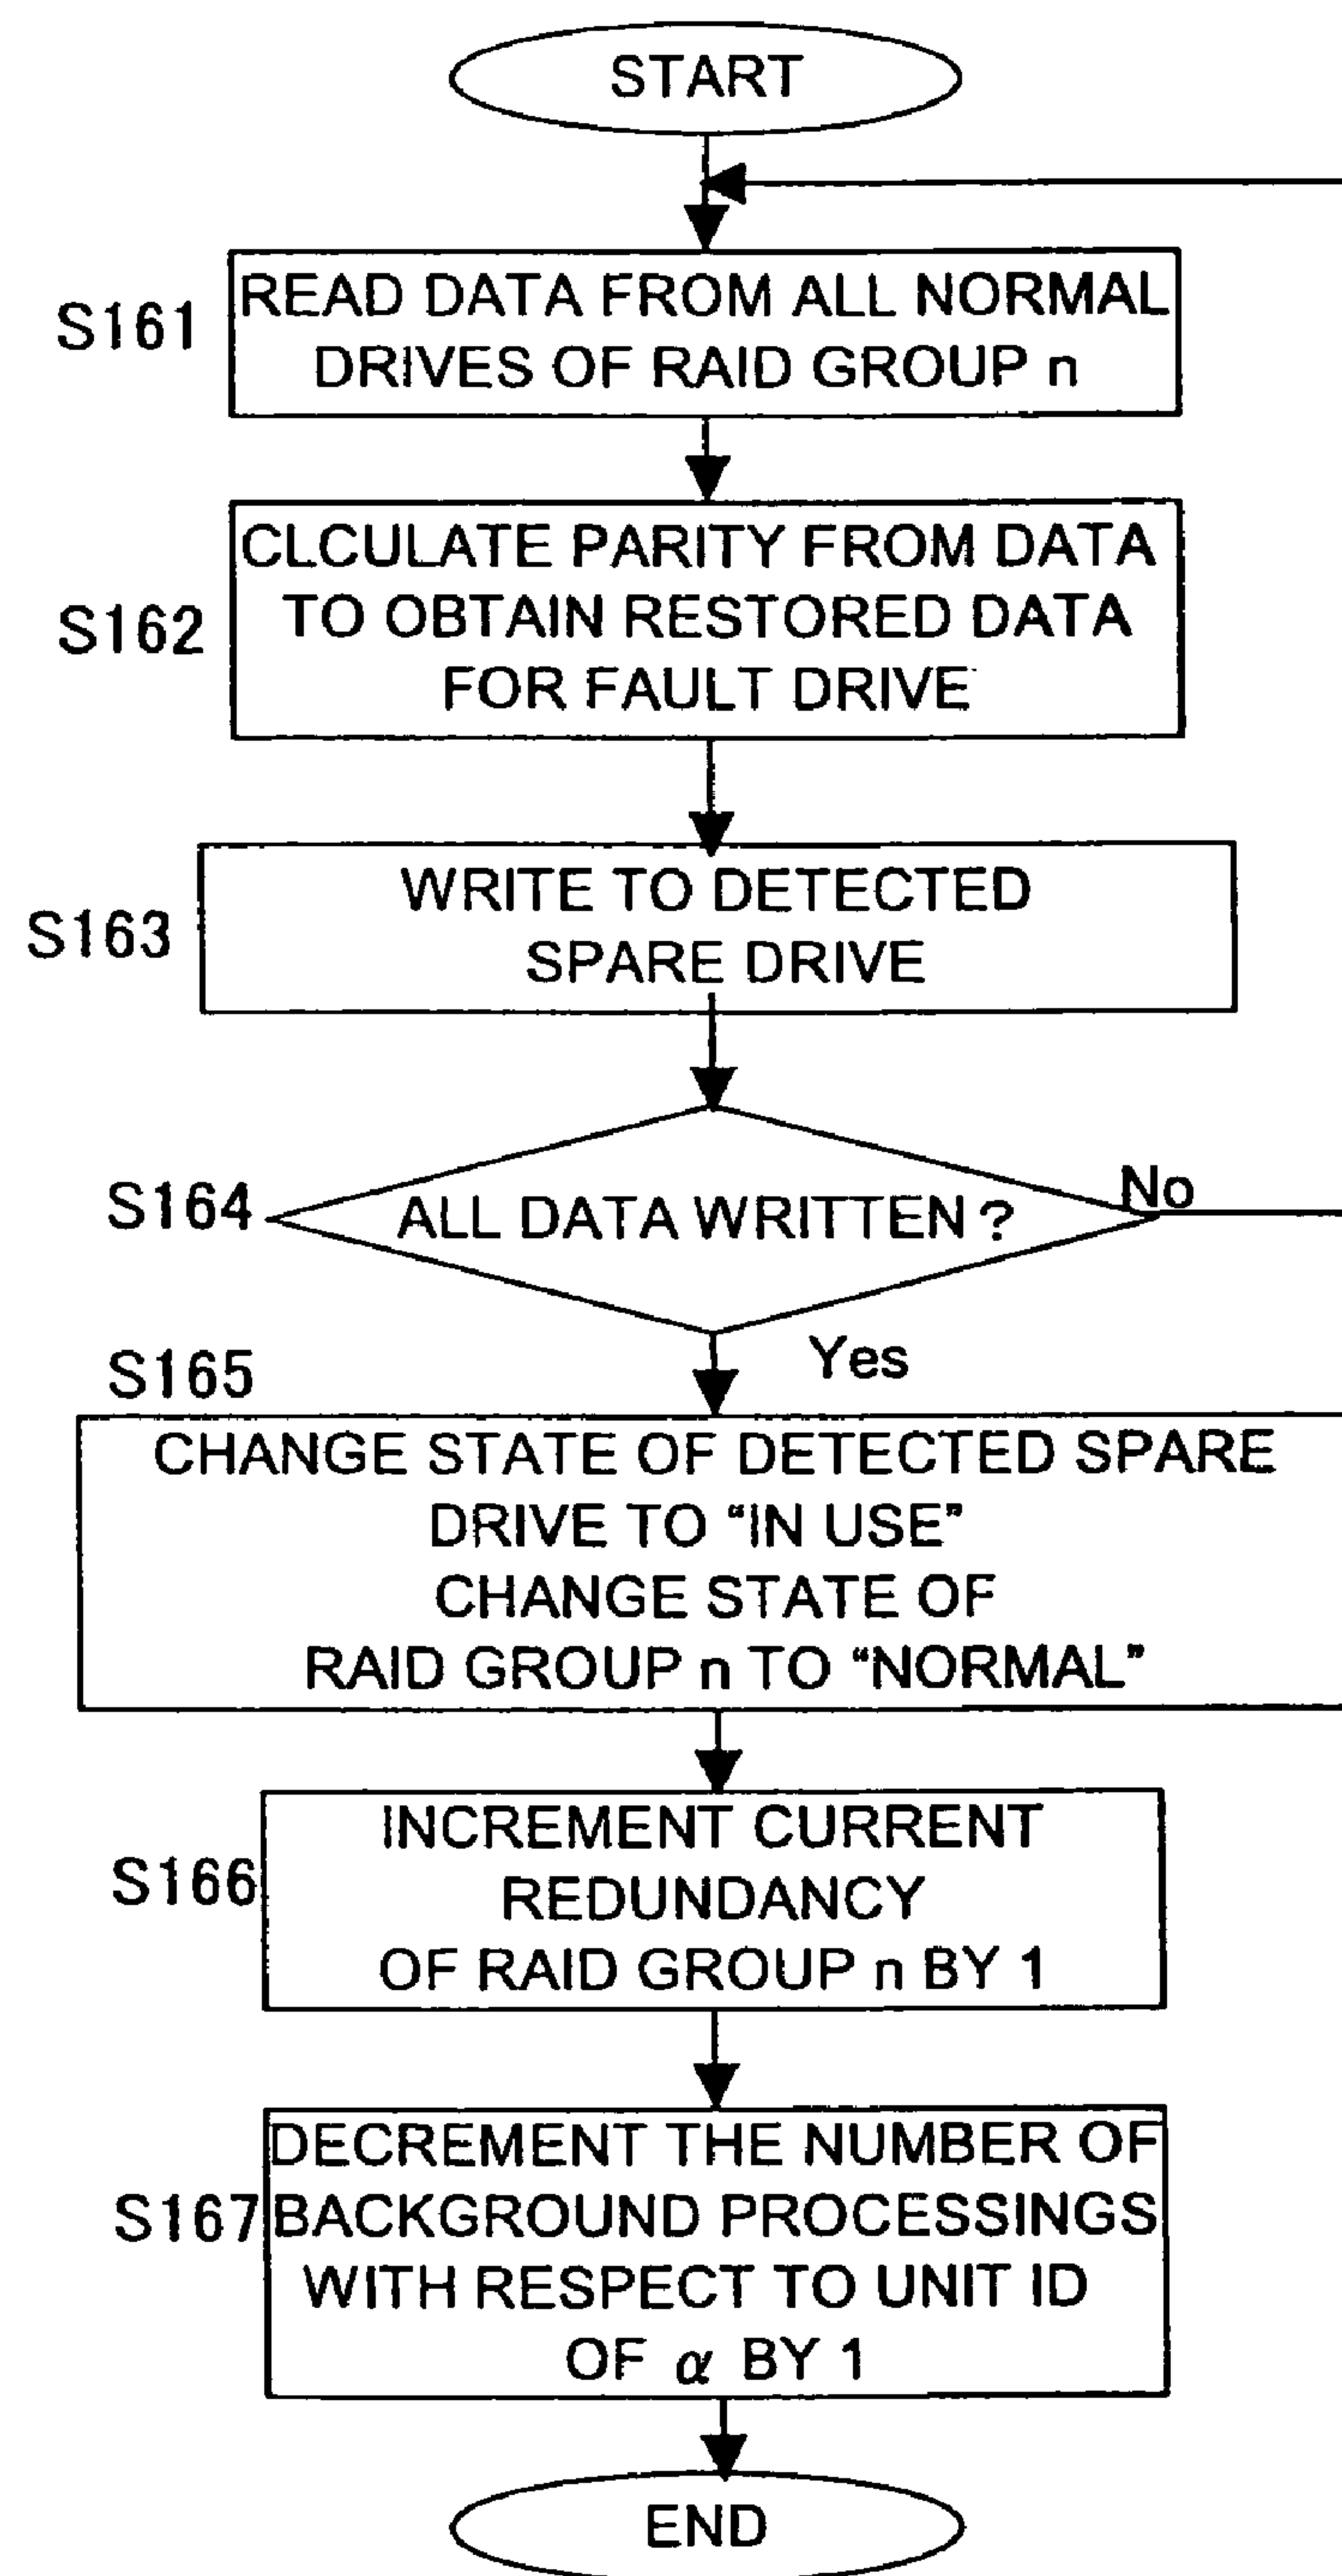 START
S161
READ DATA FROM ALL NORMAL
DRIVES OF RAID GROUP n
S162
CLCULATE PARITY FROM DATA
TO OBTAIN RESTORED DATA
FOR FAULT DRIVE
S163
WRITE TO DETECTED
SPARE DRIVE
S164
ALL DATA WRITTEN?
No
Yes
S165
CHANGE STATE OF DETECTED SPARE
DRIVE TO “IN USE”
CHANGE STATE OF
RAID GROUP n TO “NORMAL”
S166
INCREMENT CURRENT
REDUNDANCY
OF RAID GROUP n BY 1
S167
DECREMENT THE NUMBER OF
BACKGROUND PROCESSINGS
WITH RESPECT TO UNIT ID
OF α BY 1
END